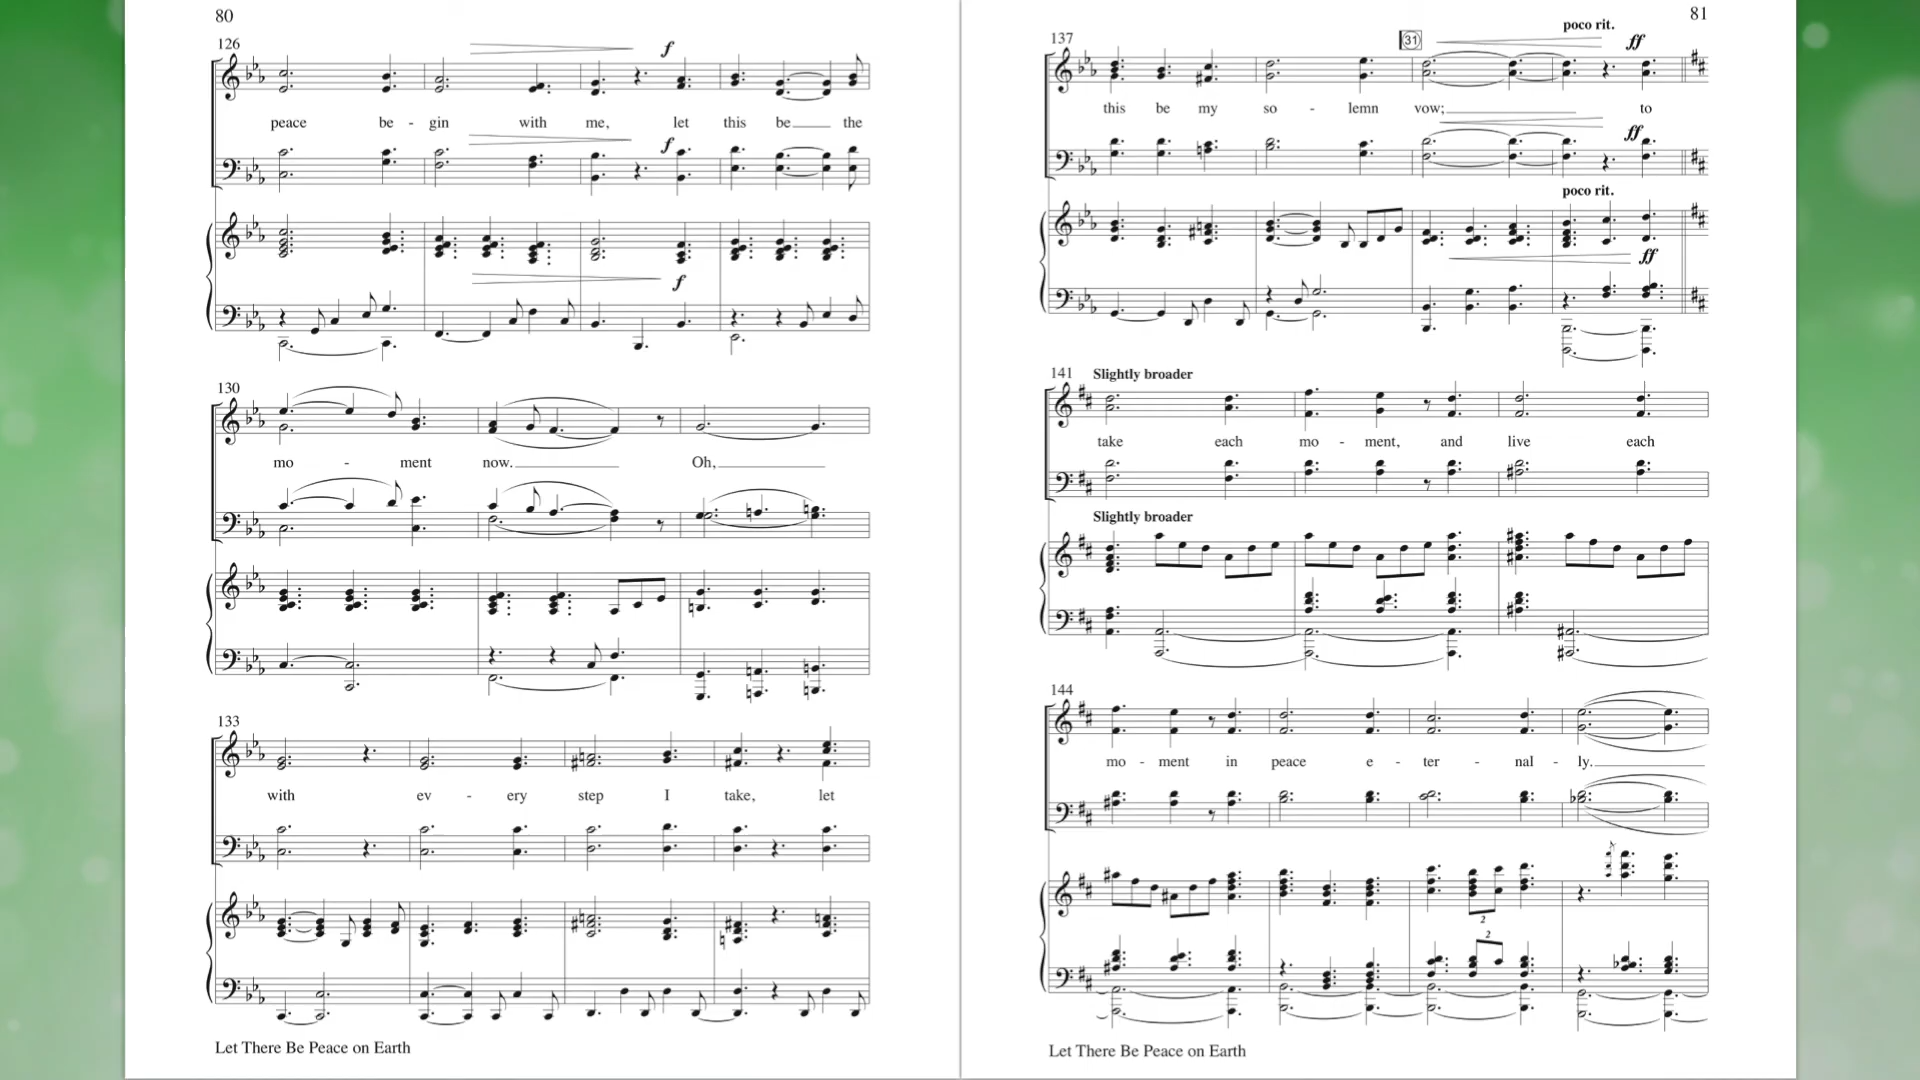 80
126
f
peace be - gin with me, let this be the
f
f
130
mo - ment now. Oh,
133
with ev - ery step I take, let
Let There Be Peace on Earth
81
poco rit.
137
31
ff
this be my so - lemn vow; to
ff
poco rit.
ff
141 Slightly broader
take each mo - ment, and live each
Slightly broader
144
mo - ment in peace e - ter - nal - ly.
2
2
Let There Be Peace on Earth